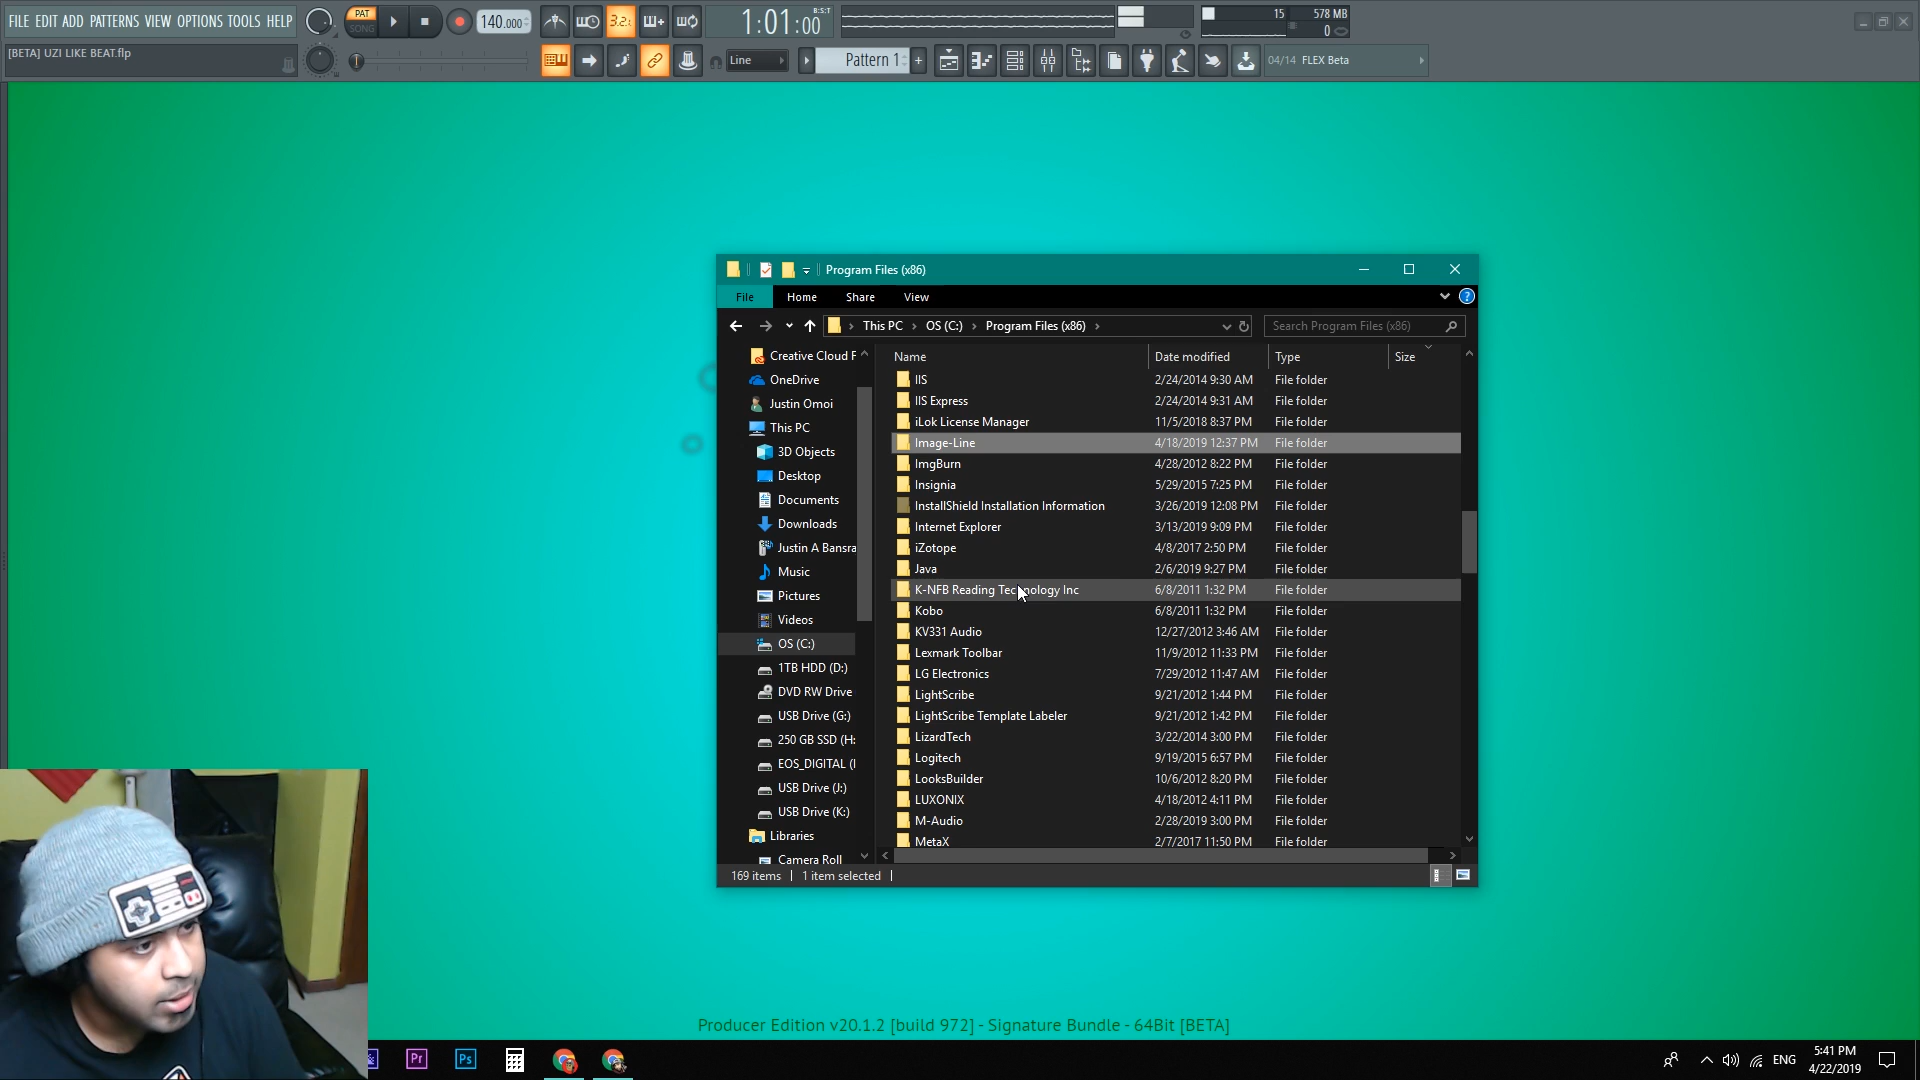 FILE EDIT ADD PATTERNS VIEW OPTIONS TOOLS HELP
PAT
SONG
140.000
3.2.
1:01:00
B:S:T
15
578 MB
0
[BETA] UZI LIKE BEAT.flp
Line
Pattern 1
+
04/14 FLEX Beta
Program Files (x86)
File Home Share View
This PC › OS (C:) › Program Files (x86) ›
Search Program Files (x86)
Name Date modified Type Size
Creative Cloud F
OneDrive
Justin Omoi
This PC
3D Objects
Desktop
Documents
Downloads
Justin A Bansra
Music
Pictures
Videos
OS (C:)
1TB HDD (D:)
DVD RW Drive
USB Drive (G:)
250 GB SSD (H:
EOS_DIGITAL (I
USB Drive (J:)
USB Drive (K:)
Libraries
Camera Roll
IIS 2/24/2014 9:30 AM File folder
IIS Express 2/24/2014 9:31 AM File folder
iLok License Manager 11/5/2018 8:37 PM File folder
Image-Line 4/18/2019 12:37 PM File folder
ImgBurn 4/28/2012 8:22 PM File folder
Insignia 5/29/2015 7:25 PM File folder
InstallShield Installation Information 3/26/2019 12:08 PM File folder
Internet Explorer 3/13/2019 9:09 PM File folder
iZotope 4/8/2017 2:50 PM File folder
Java 2/6/2019 9:27 PM File folder
K-NFB Reading Technology Inc 6/8/2011 1:32 PM File folder
Kobo 6/8/2011 1:32 PM File folder
KV331 Audio 12/27/2012 3:46 AM File folder
Lexmark Toolbar 11/9/2012 11:33 PM File folder
LG Electronics 7/29/2012 11:47 AM File folder
LightScribe 9/21/2012 1:44 PM File folder
LightScribe Template Labeler 9/21/2012 1:42 PM File folder
LizardTech 3/22/2014 3:00 PM File folder
Logitech 9/19/2015 6:57 PM File folder
LooksBuilder 10/6/2012 8:20 PM File folder
LUXONIX 4/18/2012 4:11 PM File folder
M-Audio 2/28/2019 3:00 PM File folder
MetaX 2/7/2017 11:50 PM File folder
169 items 1 item selected
Producer Edition v20.1.2 [build 972] - Signature Bundle - 64Bit [BETA]
Pr
Ps
ENG
5:41 PM
4/22/2019